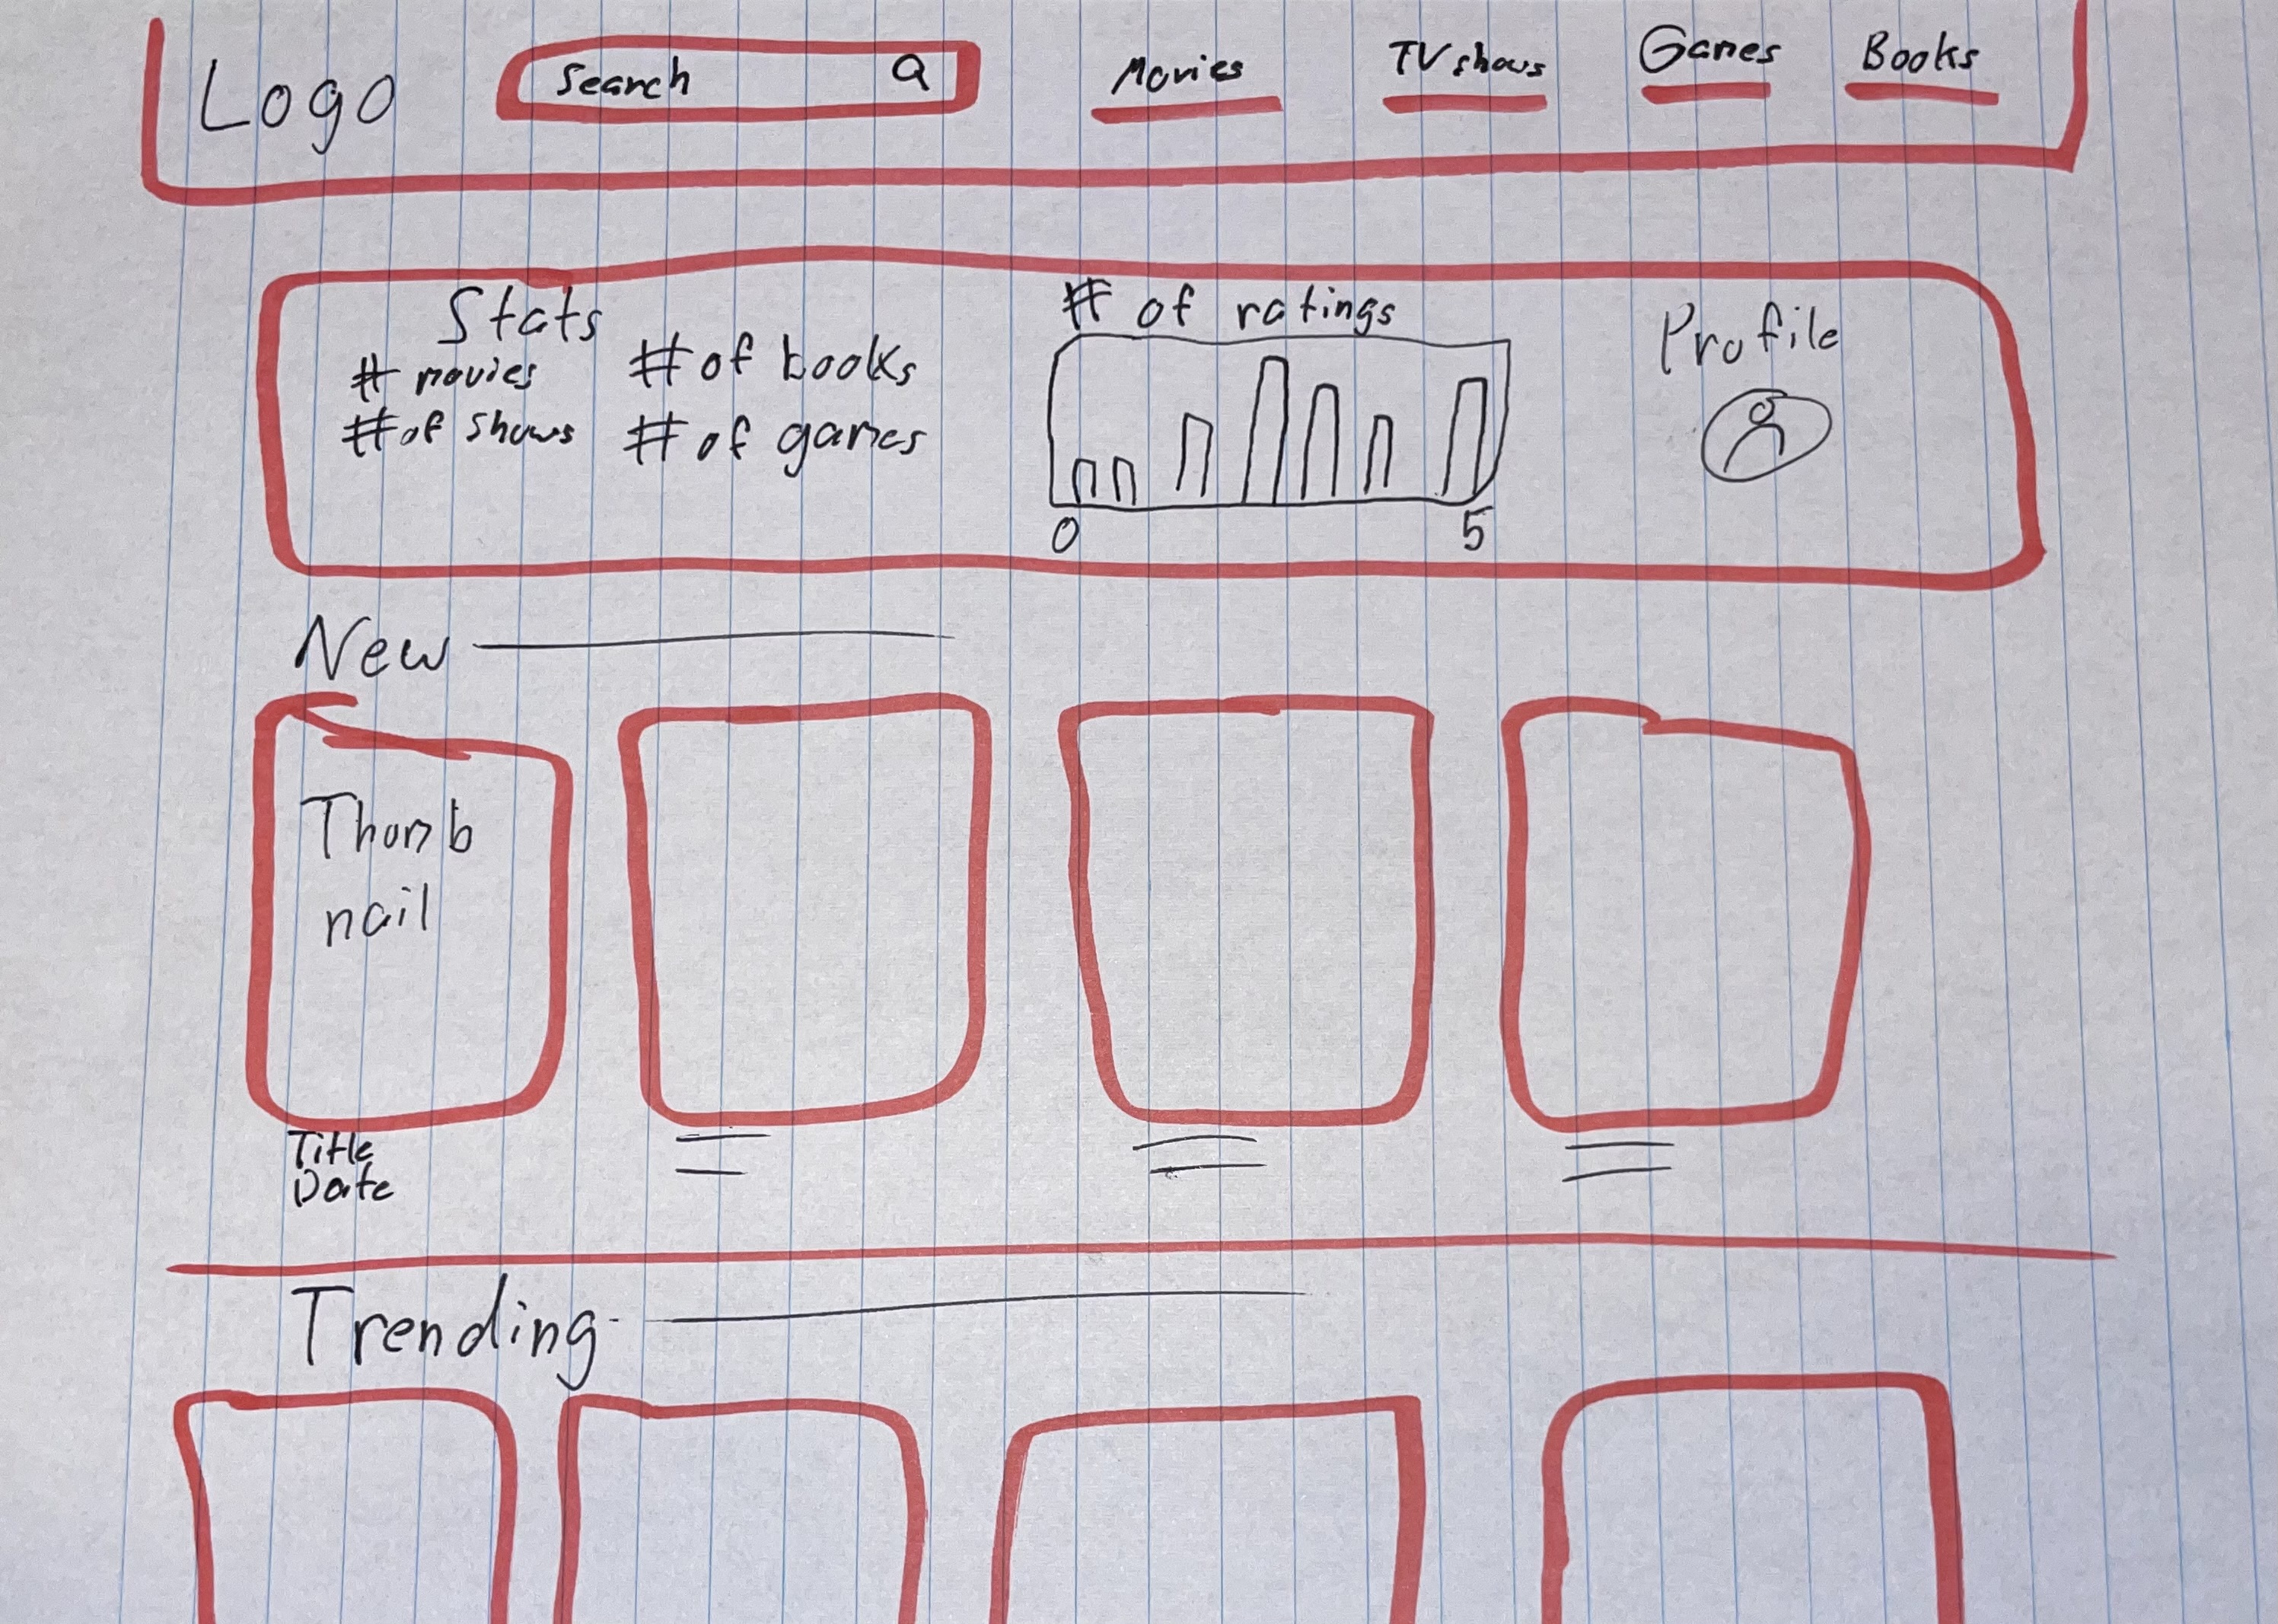 Logo
Search
Movies
TV shows
Games
Books
Stats
# movies
# of shows
# of books
# of games
# of ratings
0
5
Profile
New
Thumb
nail
Title
Date
Trending